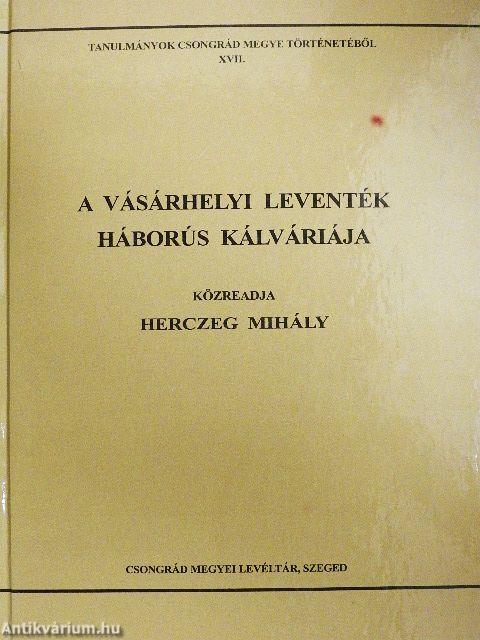 TANULMÁNYOK CSONGRÁD MEGYE TÖRTÉNETÉBŐL
XVII.
A VÁSÁRHELYI LEVENTÉK
HÁBORÚS KÁLVÁRIÁJA
KÖZREADJA
HERCZEG MIHÁLY
CSONGRÁD MEGYEI LEVÉLTÁR, SZEGED
Antikvárium.hu